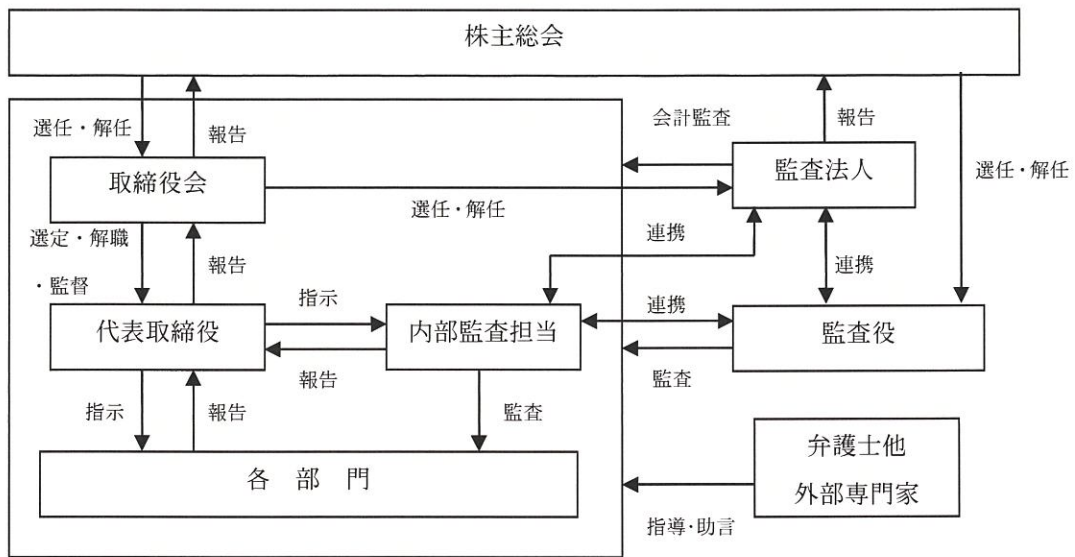 株主総会
選任・解任
報告
会計監査
報告
取締役会
監査法人
選任・解任
選任・解任
選定・解職
・監督
報告
連携
連携
指示
連携
代表取締役
内部監査担当
監査役
報告
監査
指示
報告
監査
各　部　門
弁護士他
外部専門家
指導・助言